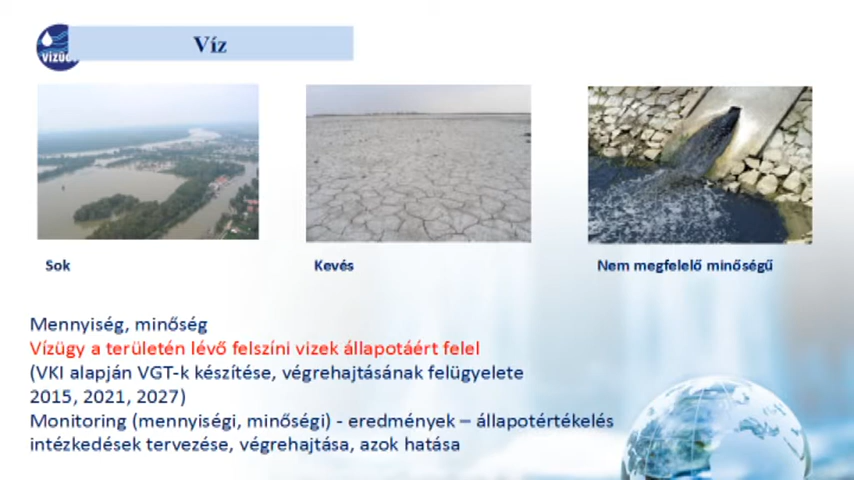 Víz
VÍZÜGY
Sok
Kevés
Nem megfelelő minőségű
Mennyiség, minőség
Vízügy a területén lévő felszíni vizek állapotáért felel
(VKI alapján VGT-k készítése, végrehajtásának felügyelete
2015, 2021, 2027)
Monitoring (mennyiségi, minőségi) - eredmények – állapotértékelés
intézkedések tervezése, végrehajtása, azok hatása